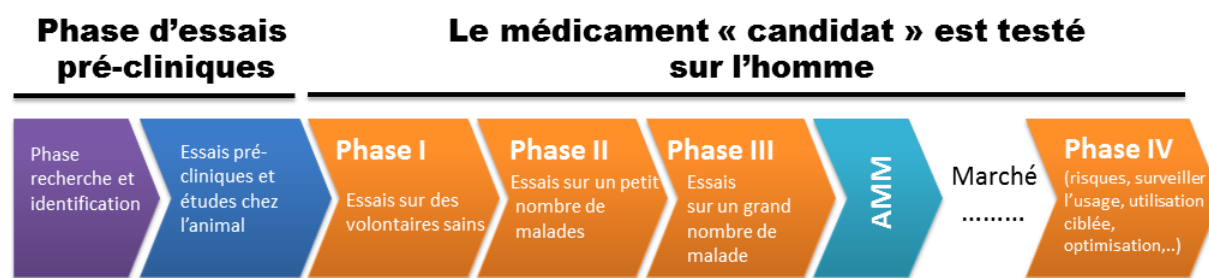 Phase d'essais
pré-cliniques
Le médicament « candidat » est testé
sur l'homme
Phase
recherche et
identification
Essais pré-
cliniques et
études chez
l'animal
Phase I
Essais sur des
volontaires sains
Phase II
Essais sur un petit
nombre de
malades
Phase III
Essais
sur un grand
nombre de
malade
AMM
Marché
………
Phase IV
(risques, surveiller
l'usage, utilisation
ciblée,
optimisation,..)